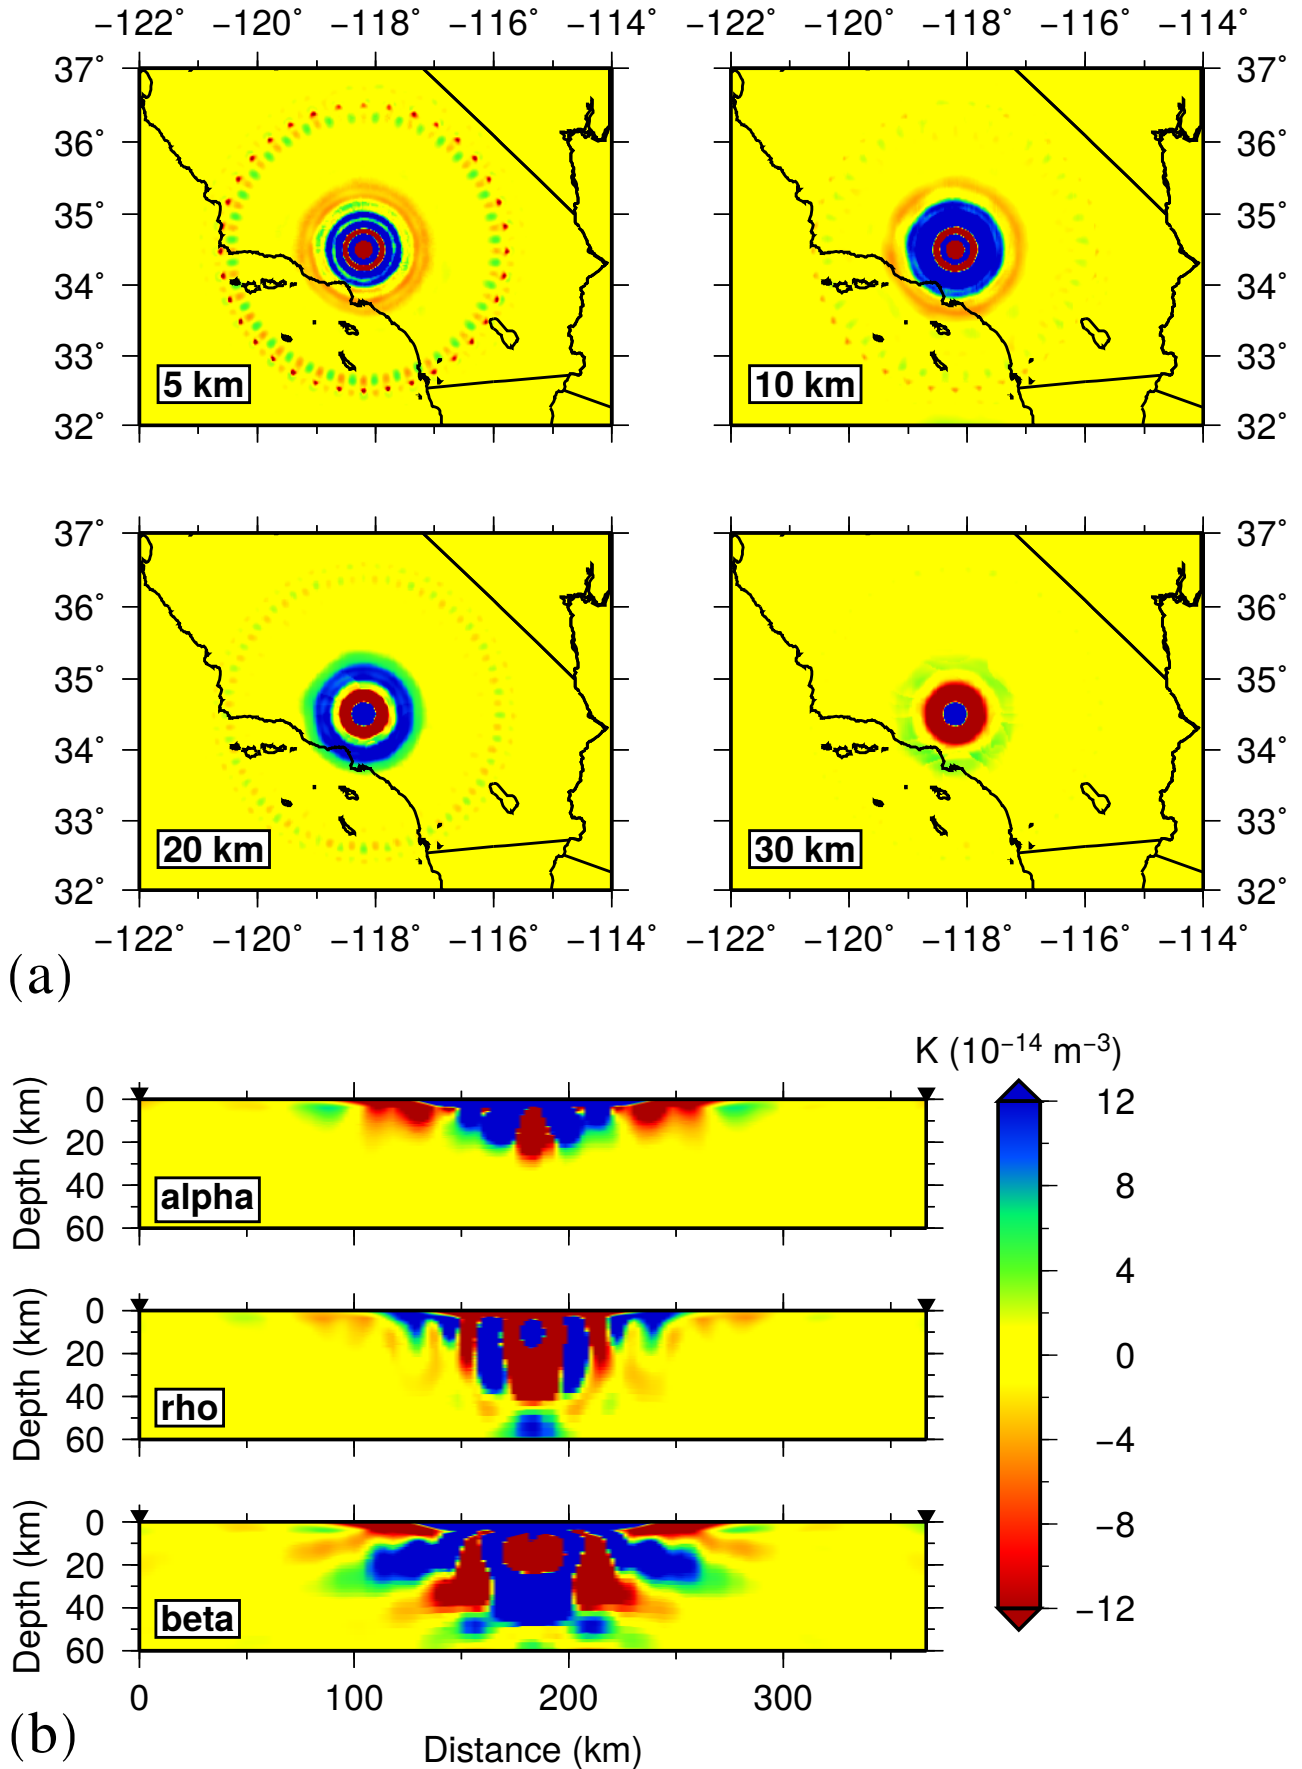 −122˚ −120˚ −118˚ −116˚ −114˚ −122˚ −120˚ −118˚ −116˚ −114˚
37˚ 37˚
36˚ 36˚
35˚ 35˚
34˚ 34˚
33˚ 33˚
32˚ 32˚
5 km 10 km
37˚ 37˚
36˚ 36˚
35˚ 35˚
34˚ 34˚
33˚ 33˚
32˚ 32˚
20 km 30 km
−122˚ −120˚ −118˚ −116˚ −114˚ −122˚ −120˚ −118˚ −116˚ −114˚
(a)
K (10−14 m−3)
12
8
4
0
−4
−8
−12
Depth (km)
0
20
40
60
alpha
Depth (km)
0
20
40
60
rho
Depth (km)
0
20
40
60
beta
0 100 200 300
Distance (km)
(b)